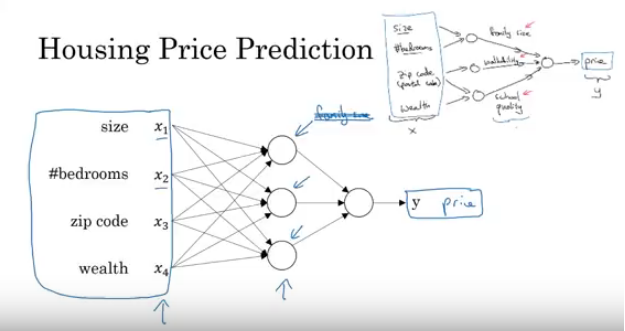 Housing Price Prediction
size
#bedrooms
zip code
(postal code)
wealth
x
family size
walkability
school
quality
price
y
size x₁
#bedrooms x₂
zip code x₃
wealth x₄
family size
y price